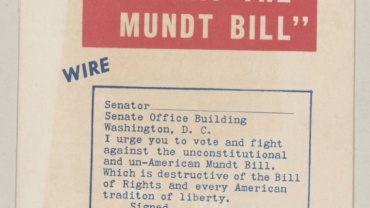 MUNDT BILL"
WIRE
Senator
Senate Office Building
Washington, D. C.
I urge you to vote and fight
against the unconstitutional
and un-American Mundt Bill.
Which is destructive of the Bill
of Rights and every American
traditon of liberty.
Signed